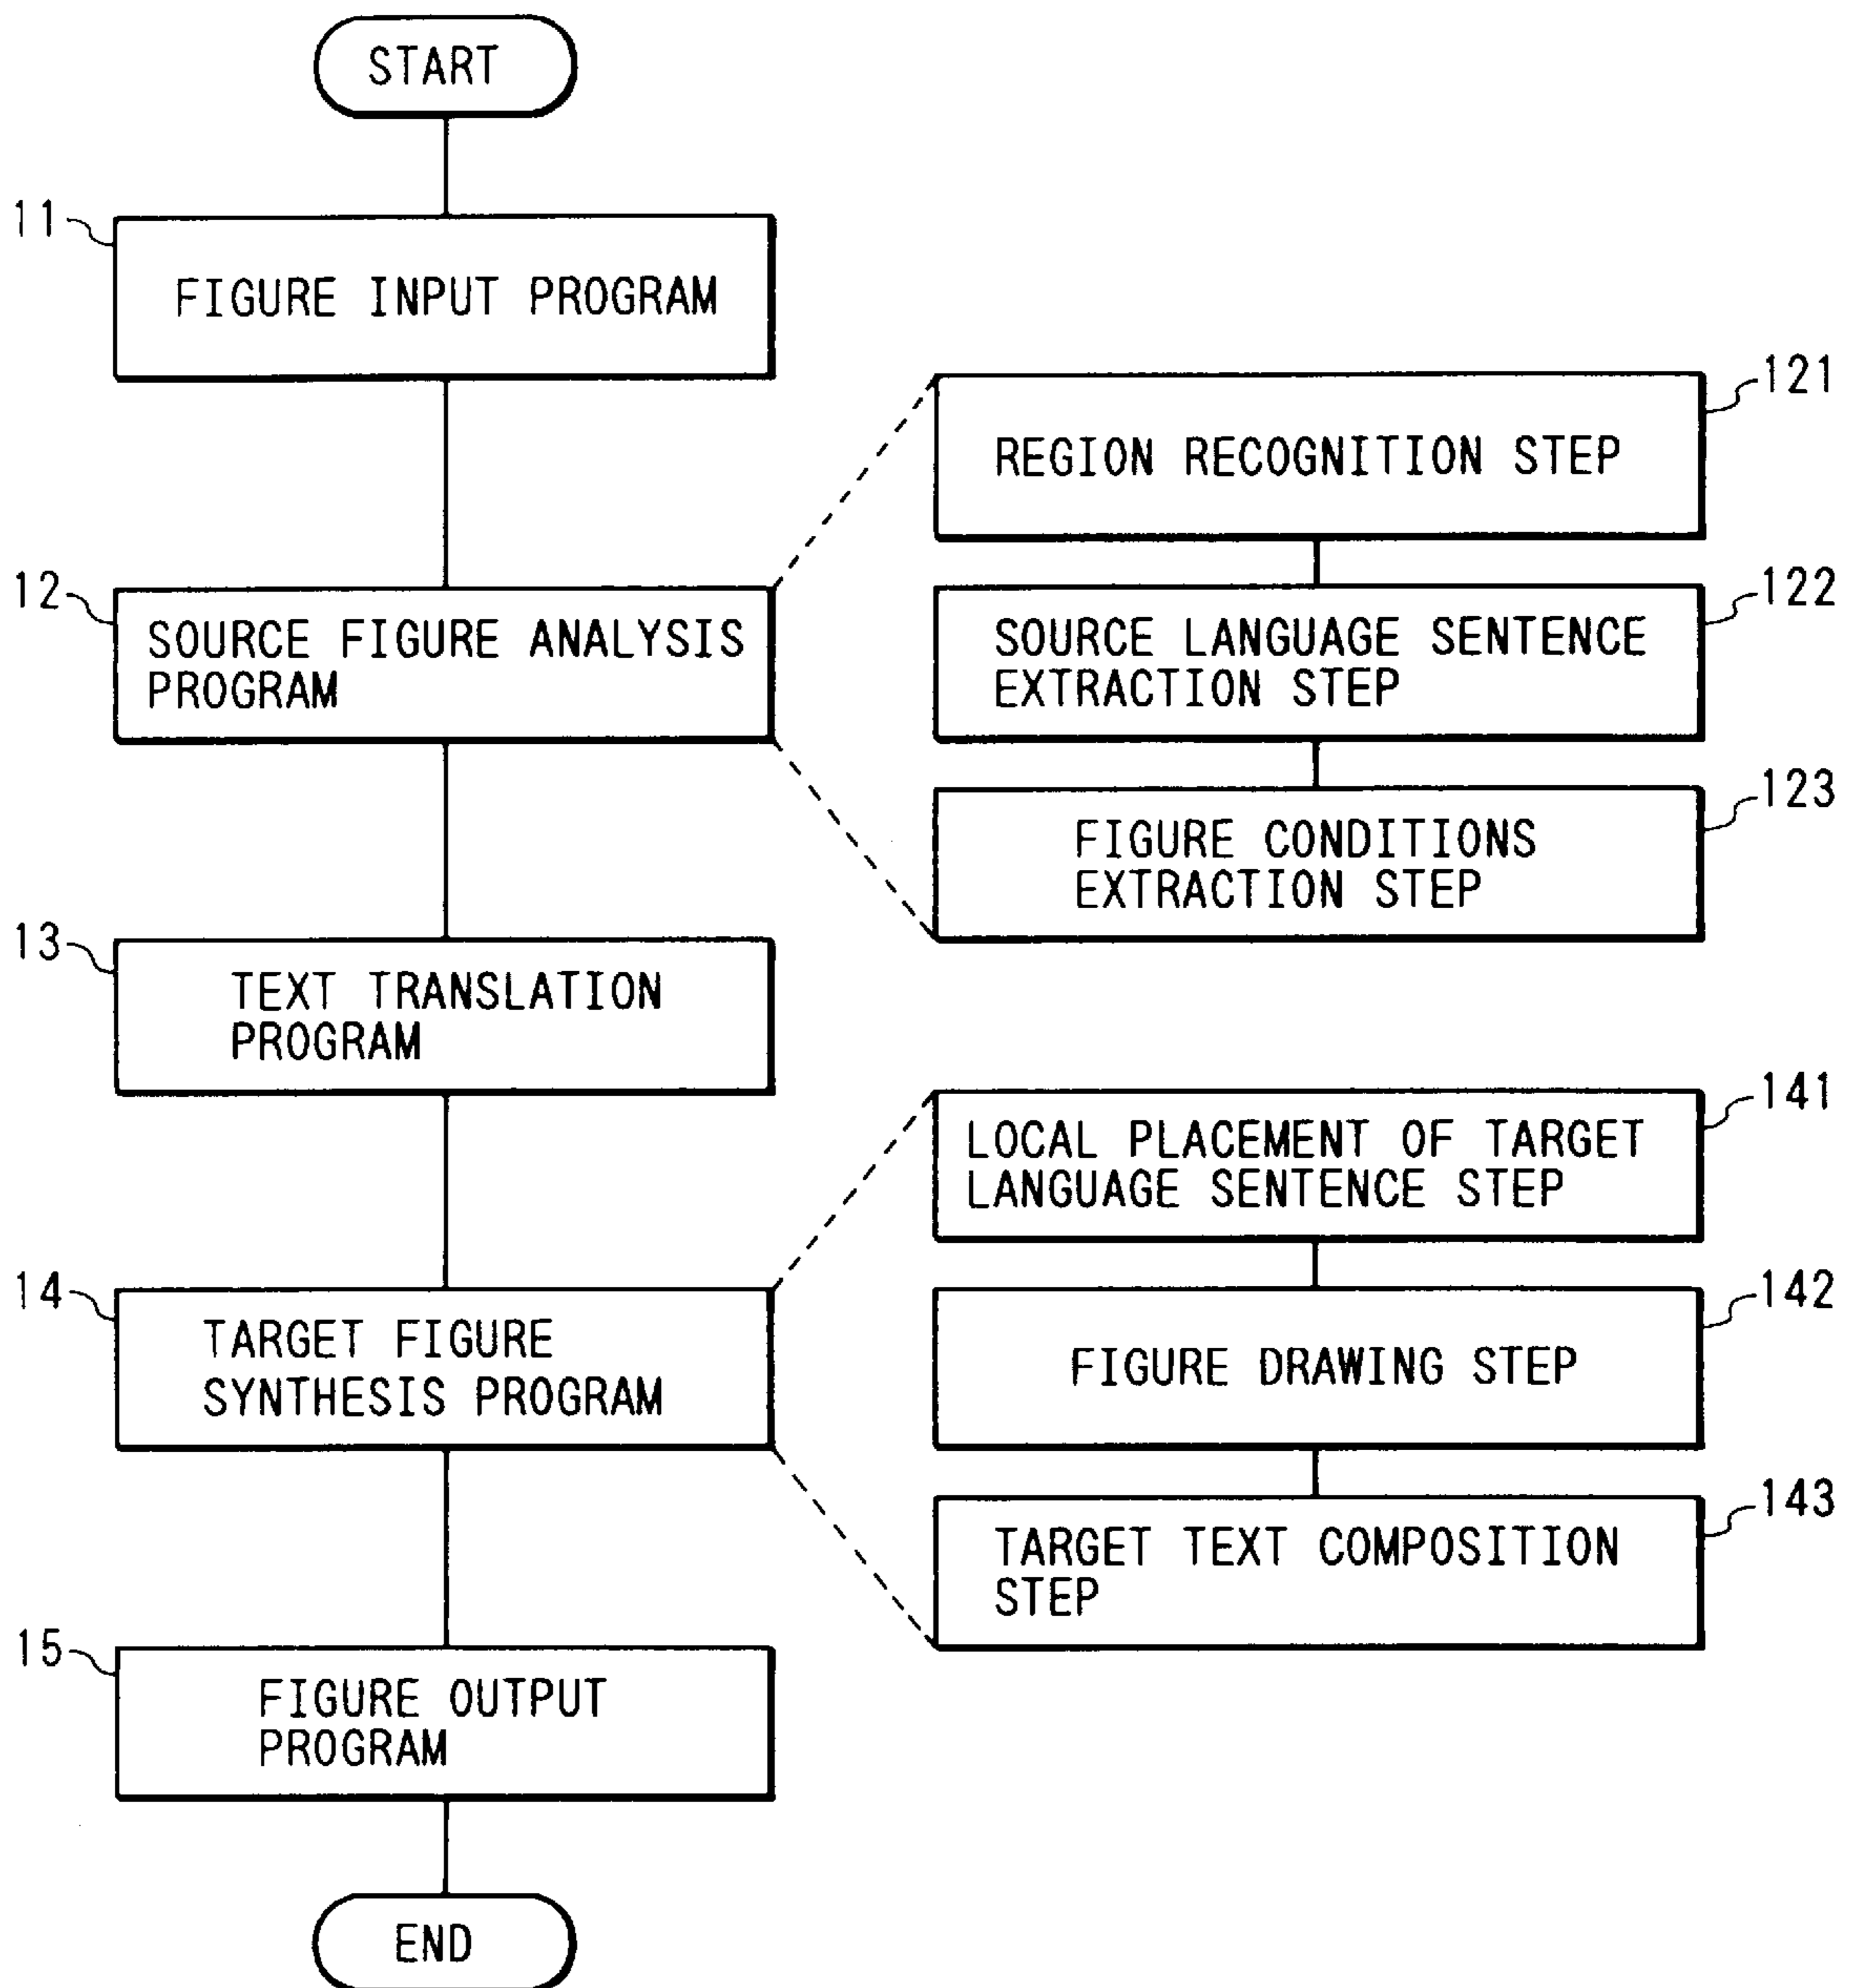 START
11
FIGURE INPUT PROGRAM
12
SOURCE FIGURE ANALYSIS
PROGRAM
121
REGION RECOGNITION STEP
122
SOURCE LANGUAGE SENTENCE
EXTRACTION STEP
123
FIGURE CONDITIONS
EXTRACTION STEP
13
TEXT TRANSLATION
PROGRAM
14
TARGET FIGURE
SYNTHESIS PROGRAM
141
LOCAL PLACEMENT OF TARGET
LANGUAGE SENTENCE STEP
142
FIGURE DRAWING STEP
143
TARGET TEXT COMPOSITION
STEP
15
FIGURE OUTPUT
PROGRAM
END